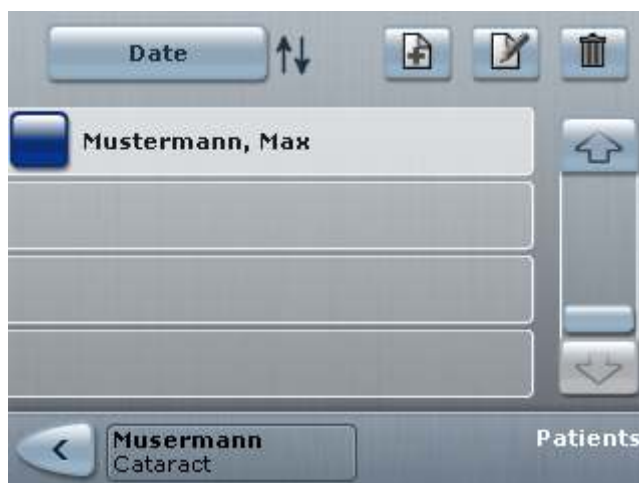 Date
Mustermann, Max
Musermann
Cataract
Patients